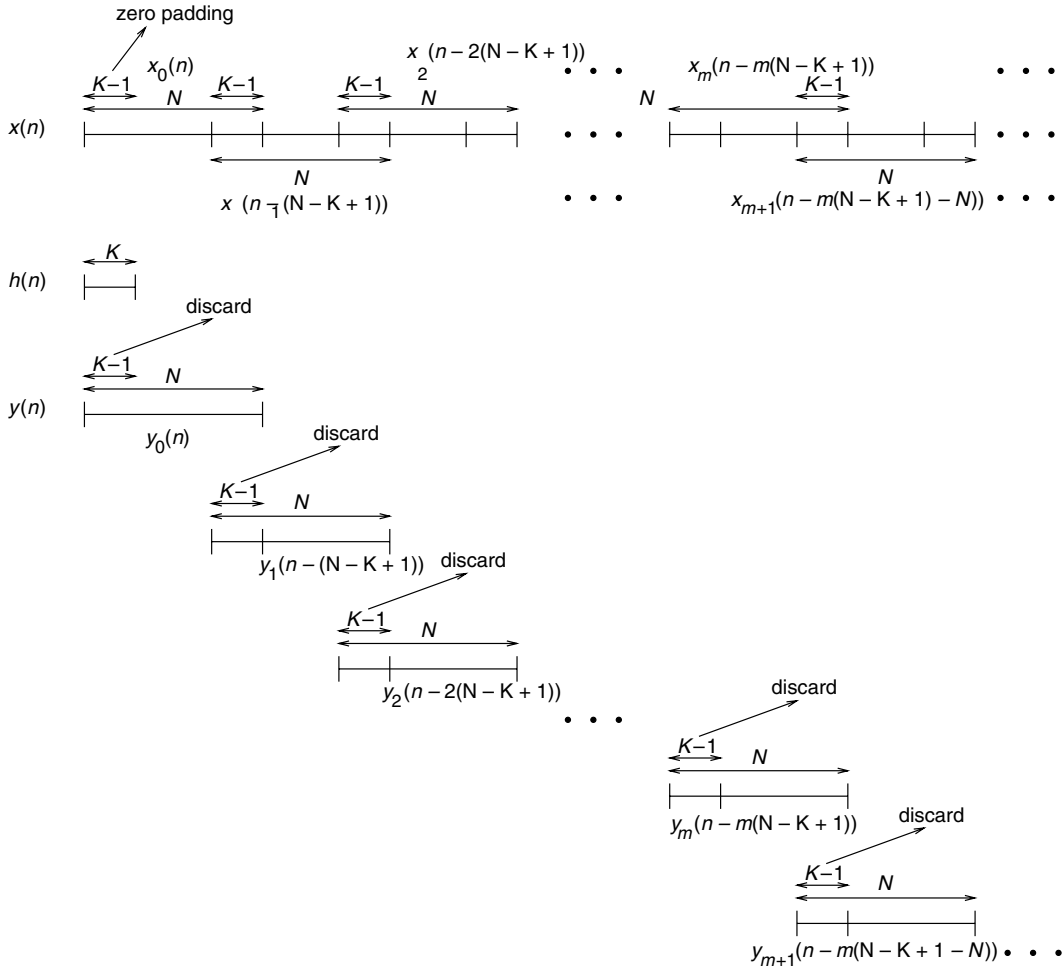 zero padding
x_0(n)
x_2(n − 2(N − K + 1))
• • •
x_m(n − m(N − K + 1))
• • •
K−1 K−1 K−1 K−1
N N N
x(n) • • • • • •
N N
x_1(n − (N − K + 1)) • • • x_{m+1}(n − m(N − K + 1) − N)) • • •
K
h(n)
discard
K−1
N
y(n)
y_0(n)
discard
K−1
N
y_1(n − (N − K + 1))
discard
K−1
N
y_2(n − 2(N − K + 1))
• • •
discard
K−1
N
y_m(n − m(N − K + 1))
discard
K−1
N
y_{m+1}(n − m(N − K + 1 − N)) • • •